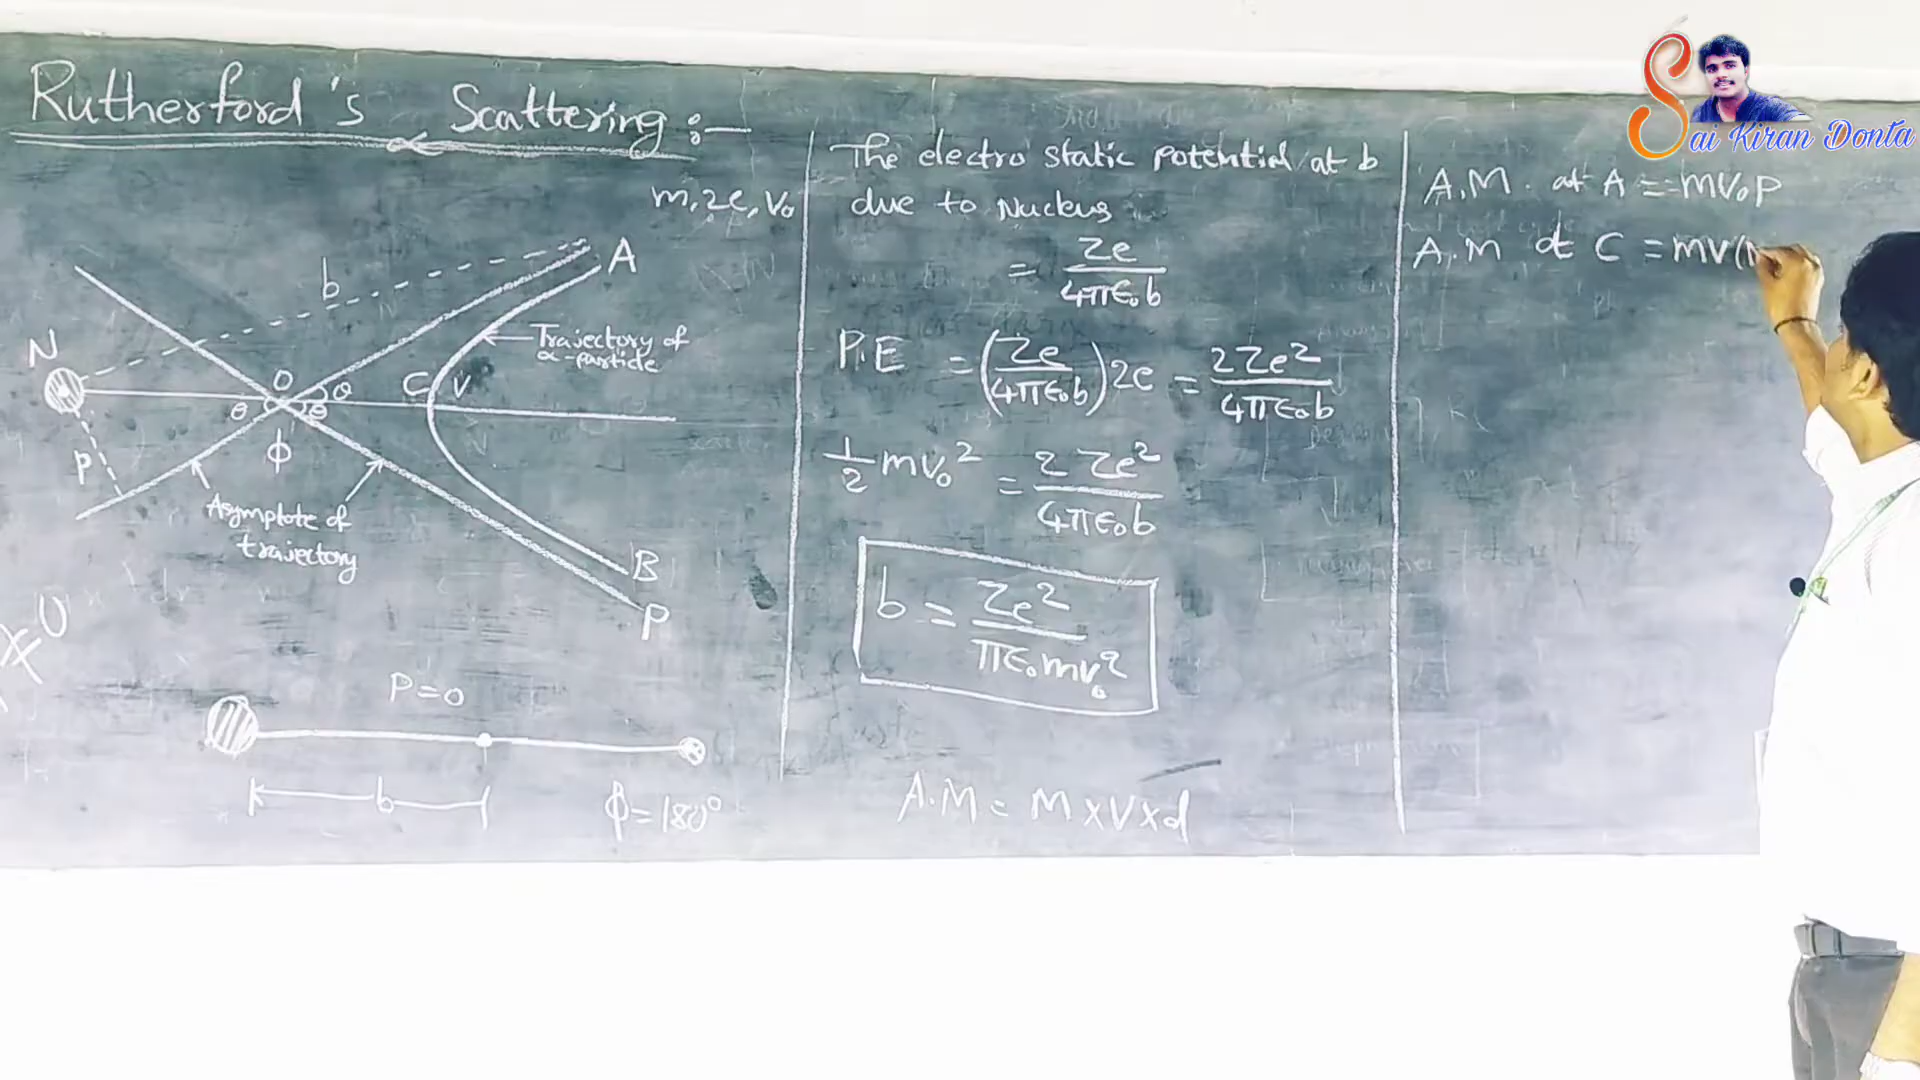 Rutherford's Scattering :-
m, 2e, V₀
A
b
N
Trajectory of
α-particle
O
C V
θ θ θ
ϕ
P
Asymptote of
trajectory
B
P
≠0
P=0
b
ϕ=180°
The electro static potential at b
due to Nucleus
= Ze / 4πϵ₀b
P.E = (Ze / 4πϵ₀b) 2e = 2Ze² / 4πϵ₀b
1/2 mv₀² = 2Ze² / 4πϵ₀b
b = Ze² / πϵ₀mv₀²
A.M = M×V×d
A.M. at A = mv₀P
A.M at C = mv(N
Sai Kiran Donta